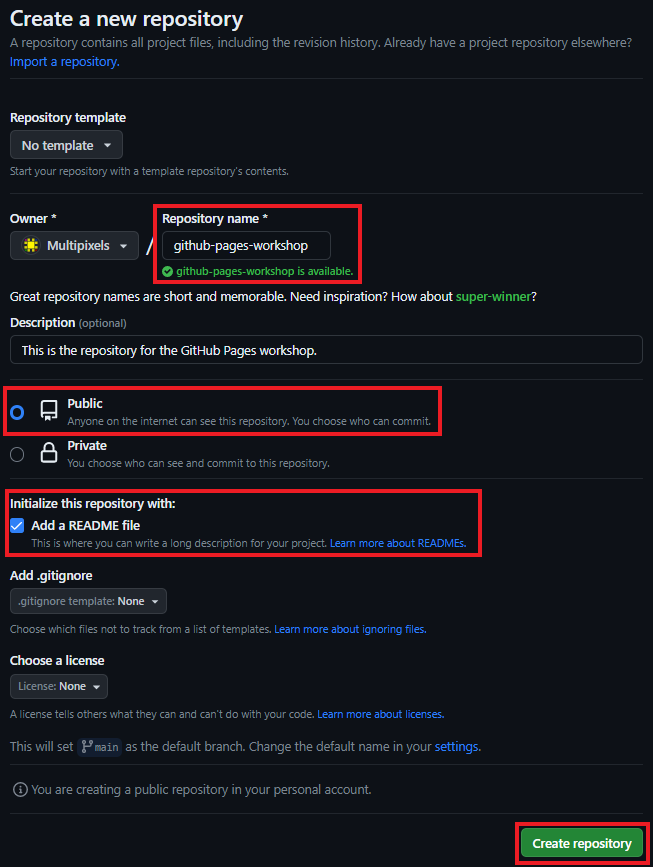 Create a new repository
A repository contains all project files, including the revision history. Already have a project repository elsewhere?
Import a repository.
Repository template
No template
Start your repository with a template repository's contents.
Owner *
Repository name *
Multipixels
/
github-pages-workshop
github-pages-workshop is available.
Great repository names are short and memorable. Need inspiration? How about super-winner?
Description (optional)
This is the repository for the GitHub Pages workshop.
Public
Anyone on the internet can see this repository. You choose who can commit.
Private
You choose who can see and commit to this repository.
Initialize this repository with:
Add a README file
This is where you can write a long description for your project. Learn more about READMEs.
Add .gitignore
.gitignore template: None
Choose which files not to track from a list of templates. Learn more about ignoring files.
Choose a license
License: None
A license tells others what they can and can't do with your code. Learn more about licenses.
This will set main as the default branch. Change the default name in your settings.
You are creating a public repository in your personal account.
Create repository